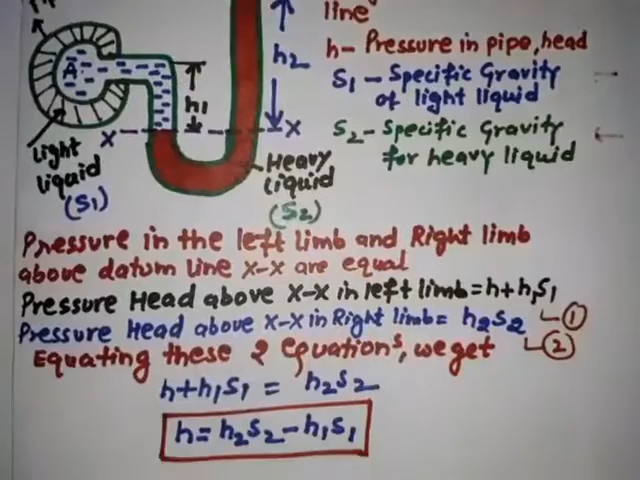 line
h- Pressure in pipe, head
S1 - Specific Gravity
of light liquid
S2 - Specific Gravity
for heavy liquid
A
h1
h2
X
X
Light
liquid
(S1)
Heavy
Liquid
(S2)
Pressure in the left limb and Right limb
above datum line X-X are equal
Pressure Head above X-X in left limb = h+h1S1
1
Pressure Head above X-X in Right limb = h2S2
2
Equating these 2 equations, we get
h+h1S1 = h2S2
h = h2S2 - h1S1